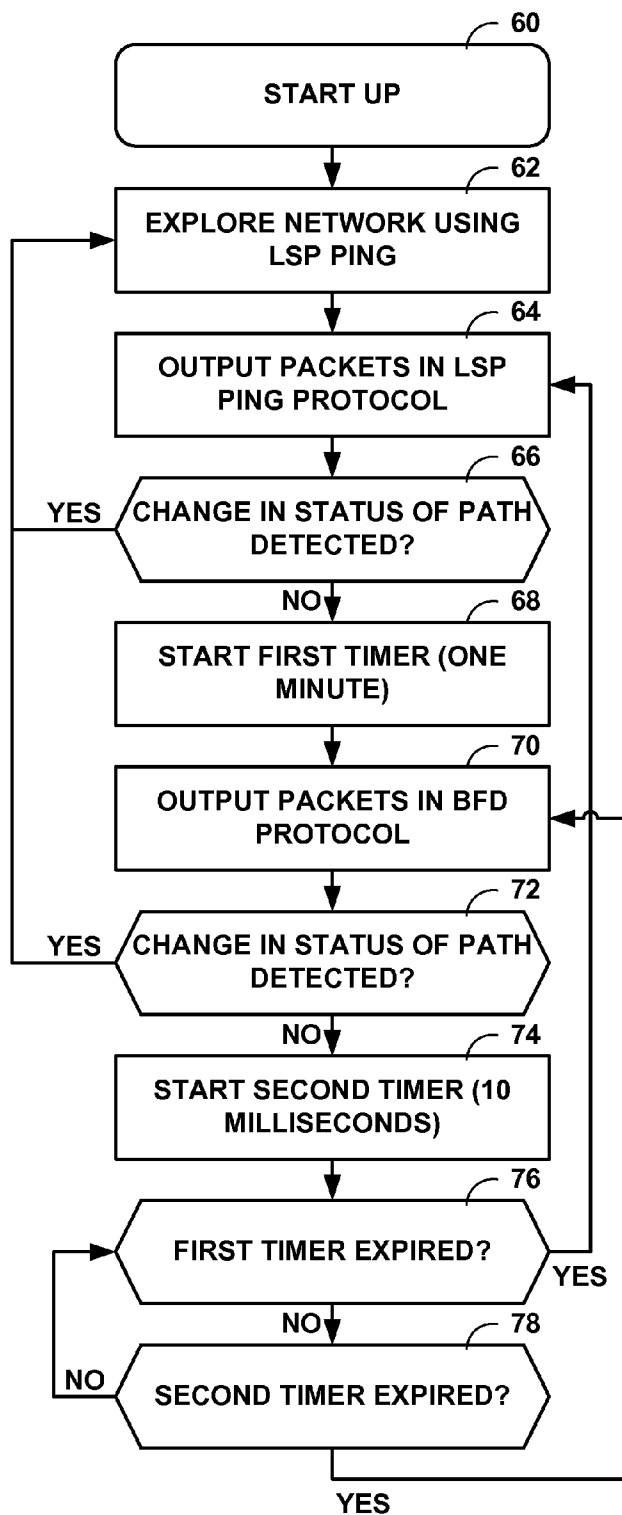 60
START UP
62
EXPLORE NETWORK USING
LSP PING
64
OUTPUT PACKETS IN LSP
PING PROTOCOL
66
YES
CHANGE IN STATUS OF PATH
DETECTED?
NO
68
START FIRST TIMER (ONE
MINUTE)
70
OUTPUT PACKETS IN BFD
PROTOCOL
72
YES
CHANGE IN STATUS OF PATH
DETECTED?
NO
74
START SECOND TIMER (10
MILLISECONDS)
76
FIRST TIMER EXPIRED?
YES
NO
78
NO
SECOND TIMER EXPIRED?
YES